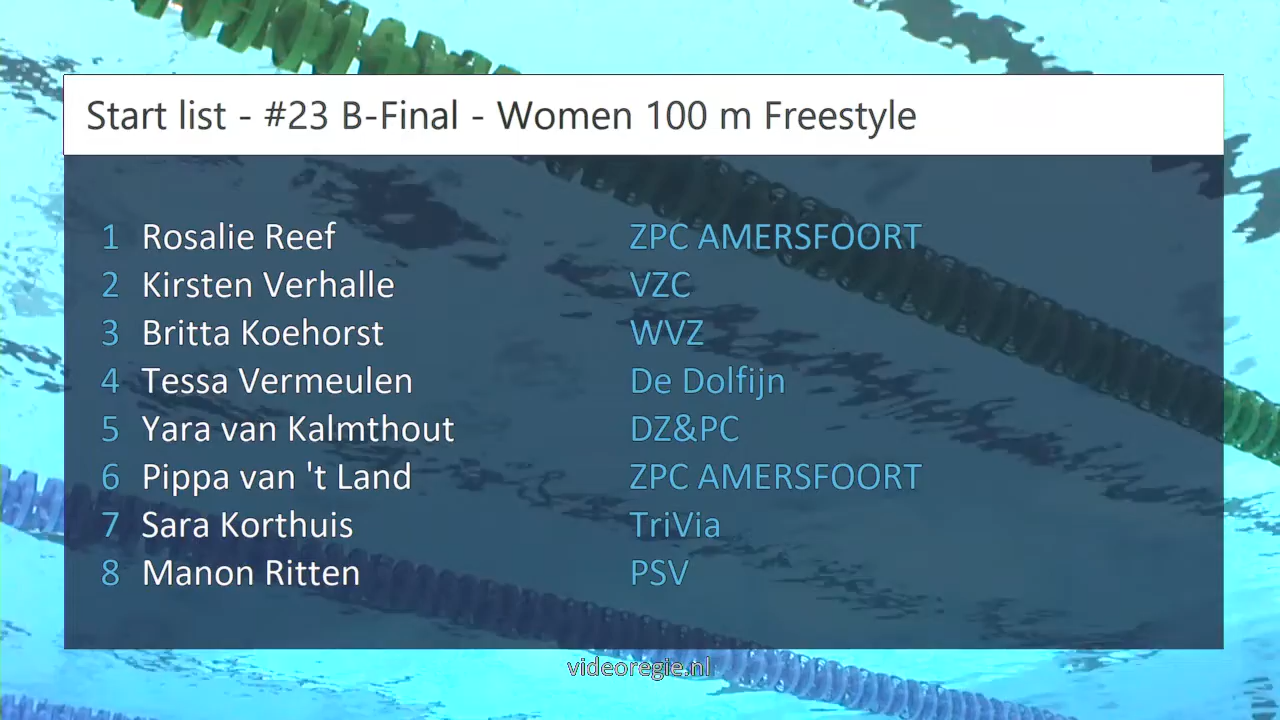 Start list - #23 B-Final - Women 100 m Freestyle
1 Rosalie Reef ZPC AMERSFOORT
2 Kirsten Verhalle VZC
3 Britta Koehorst WVZ
4 Tessa Vermeulen De Dolfijn
5 Yara van Kalmthout DZ&PC
6 Pippa van 't Land ZPC AMERSFOORT
7 Sara Korthuis TriVia
8 Manon Ritten PSV
videoregie.nl